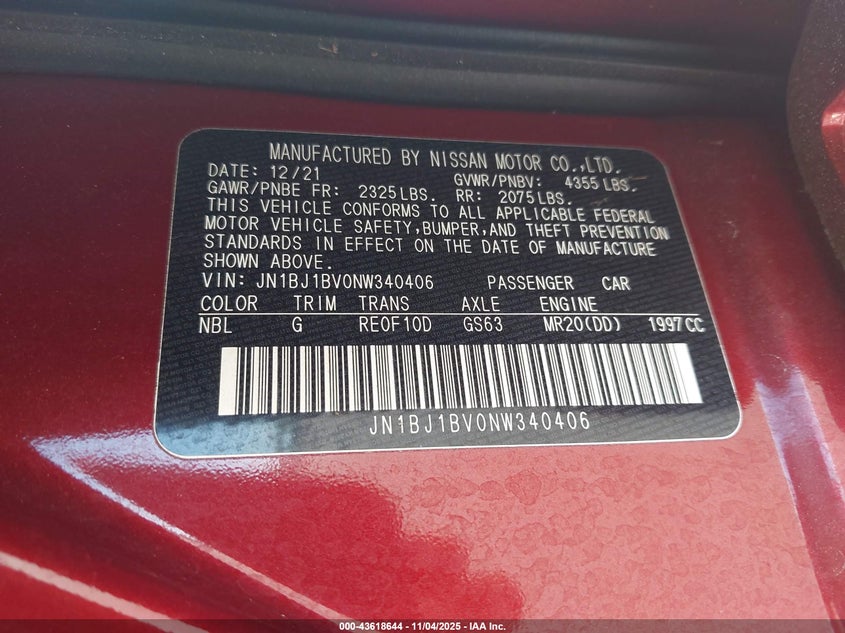 MANUFACTURED BY NISSAN MOTOR CO.,LTD.
DATE: 12/21 GVWR/PNBV: 4355 LBS.
GAWR/PNBE FR: 2325 LBS. RR: 2075 LBS.
THIS VEHICLE CONFORMS TO ALL APPLICABLE FEDERAL
MOTOR VEHICLE SAFETY, BUMPER, AND THEFT PREVENTION
STANDARDS IN EFFECT ON THE DATE OF MANUFACTURE
SHOWN ABOVE.
VIN: JN1BJ1BV0NW340406 PASSENGER CAR
COLOR TRIM TRANS AXLE ENGINE
NBL G RE0F10D GS63 MR20(DD) 1997CC
JN1BJ1BV0NW340406
000-43618644 - 11/04/2025 - IAA Inc.